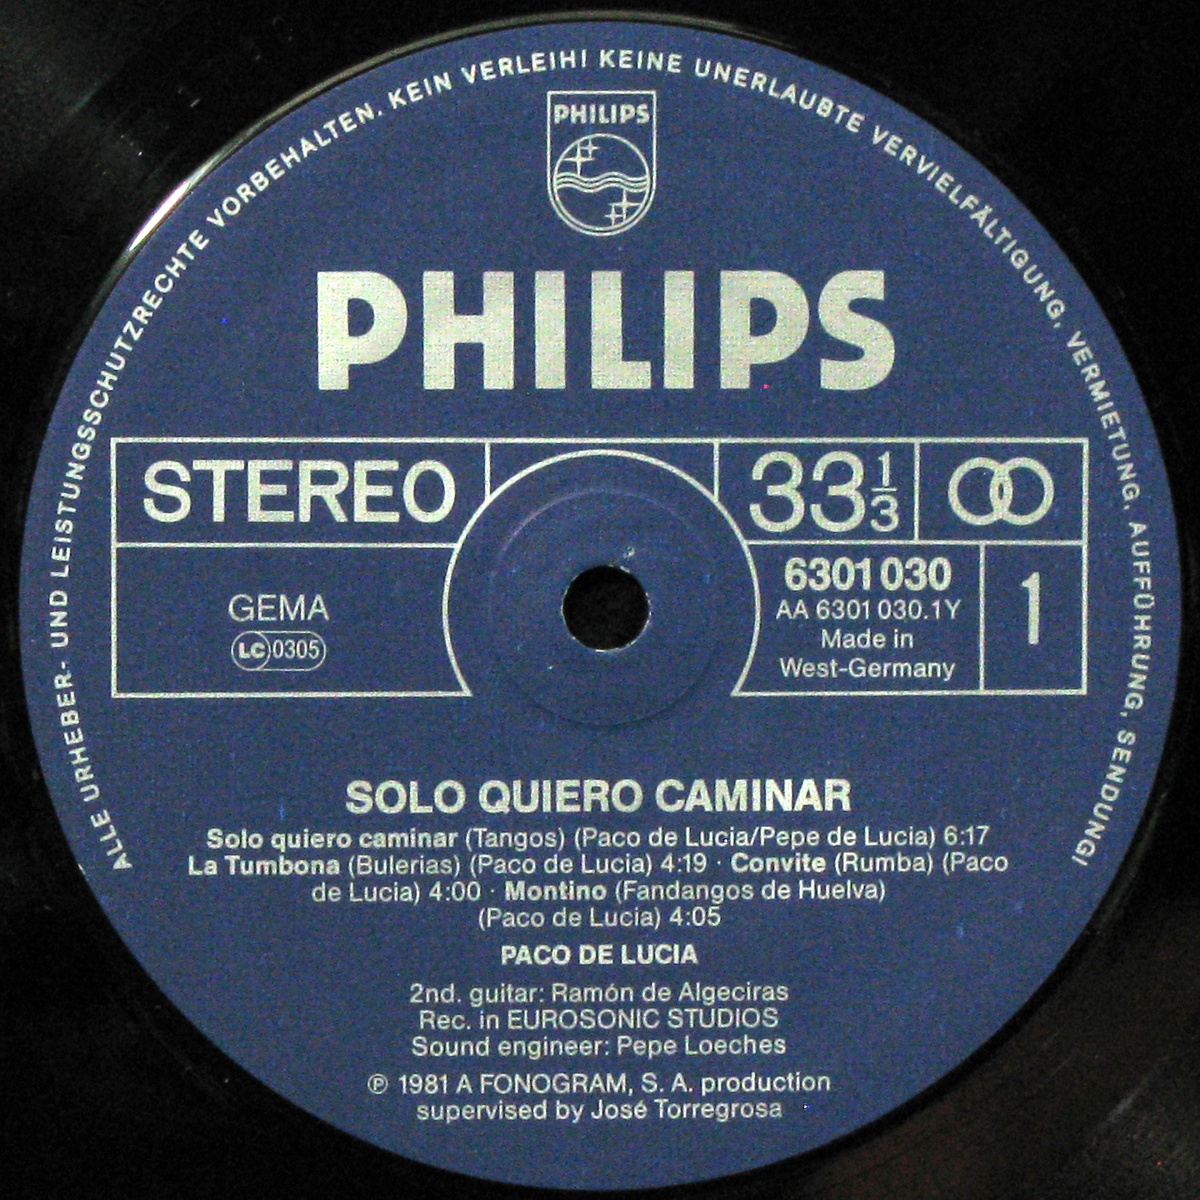 ALLE URHEBER- UND LEISTUNGSSCHUTZRECHTE VORBEHALTEN. KEIN VERLEIH! KEINE UNERLAUBTE VERVIELFÄLTIGUNG, VERMIETUNG, AUFFÜHRUNG, SENDUNG!
PHILIPS
PHILIPS
STEREO
33 1/3
GEMA
LC 0305
6301 030
AA 6301 030.1Y
Made in
West-Germany
1
SOLO QUIERO CAMINAR
Solo quiero caminar (Tangos) (Paco de Lucia/Pepe de Lucia) 6:17
La Tumbona (Bulerias) (Paco de Lucia) 4:19 · Convite (Rumba) (Paco
de Lucia) 4:00 · Montino (Fandangos de Huelva)
(Paco de Lucia) 4:05
PACO DE LUCIA
2nd. guitar: Ramón de Algeciras
Rec. in EUROSONIC STUDIOS
Sound engineer: Pepe Loeches
℗ 1981 A FONOGRAM, S. A. production
supervised by José Torregrosa